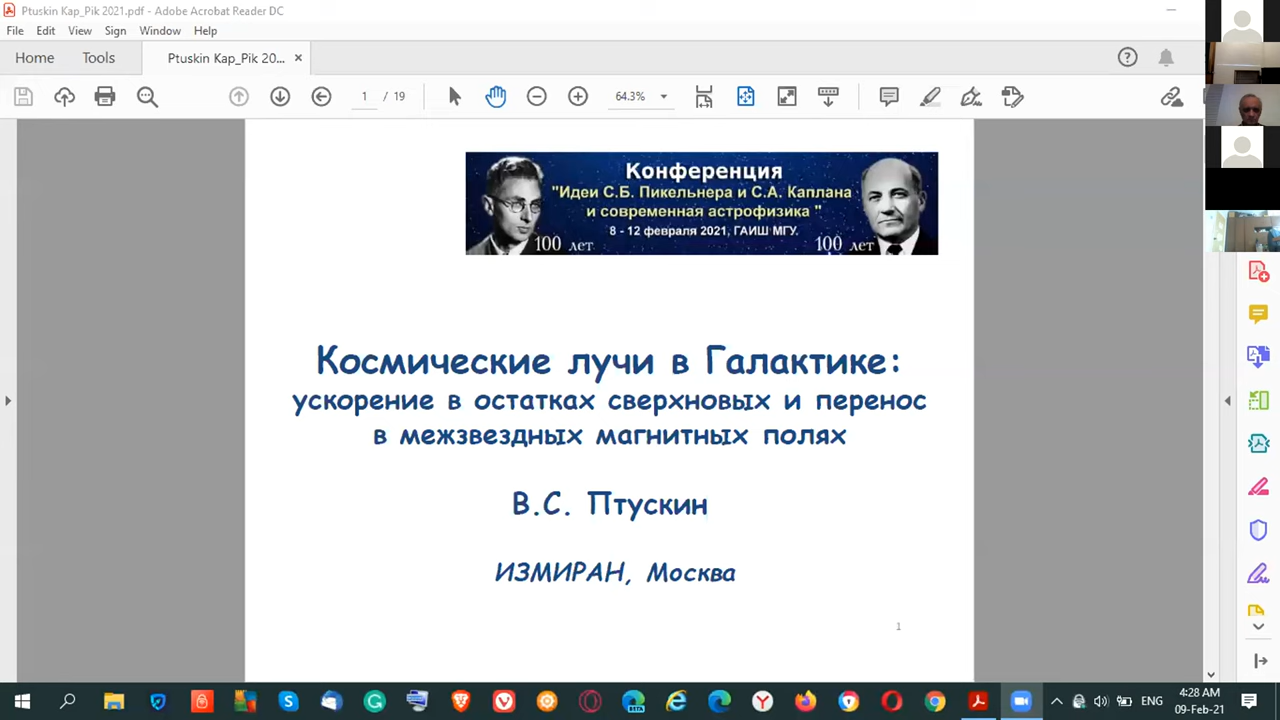 Ptuskin Kap_Pik 2021.pdf - Adobe Acrobat Reader DC
File Edit View Sign Window Help
Home Tools Ptuskin Kap_Pik 20... ×
1 / 19 64.3%
Конференция
"Идеи С.Б. Пикельнера и С.А. Каплана
и современная астрофизика "
8 - 12 февраля 2021, ГАИШ МГУ.
100 лет 100 лет
Космические лучи в Галактике:
ускорение в остатках сверхновых и перенос
в межзвездных магнитных полях
В.С. Птускин
ИЗМИРАН, Москва
1
BETA
ENG
4:28 AM
09-Feb-21